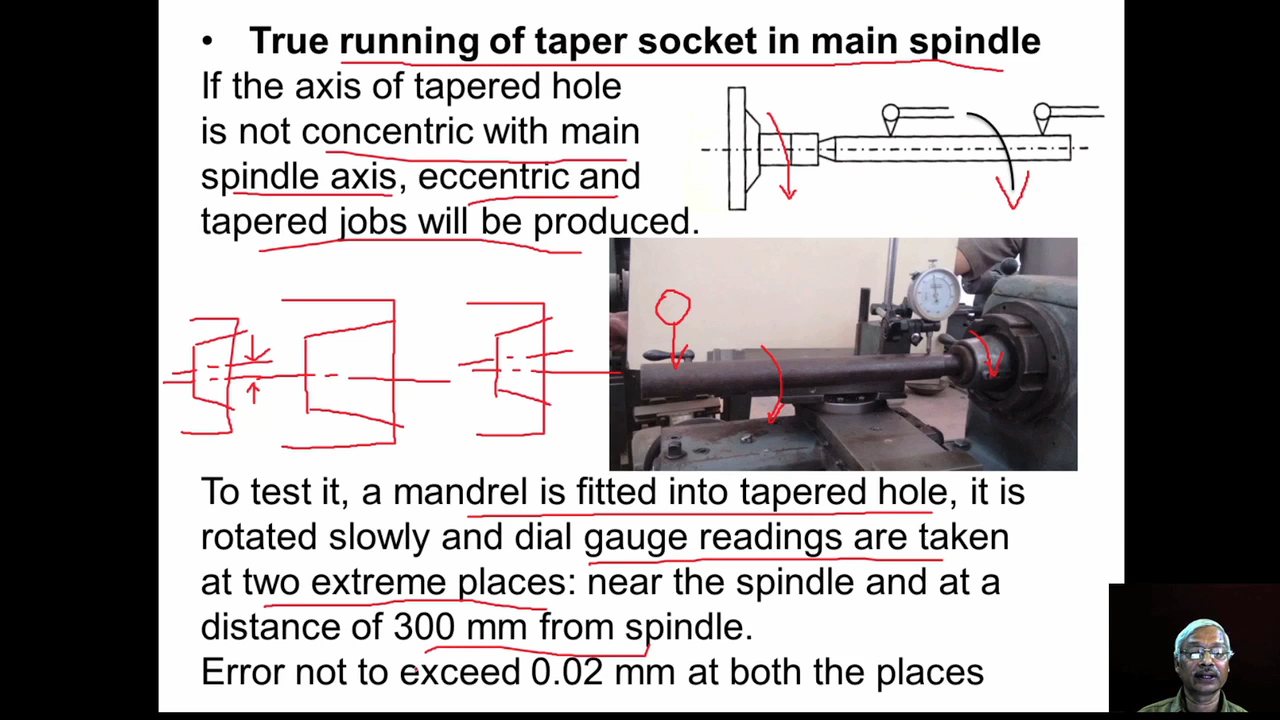 • True running of taper socket in main spindle
If the axis of tapered hole
is not concentric with main
spindle axis, eccentric and
tapered jobs will be produced.
To test it, a mandrel is fitted into tapered hole, it is
rotated slowly and dial gauge readings are taken
at two extreme places: near the spindle and at a
distance of 300 mm from spindle.
Error not to exceed 0.02 mm at both the places